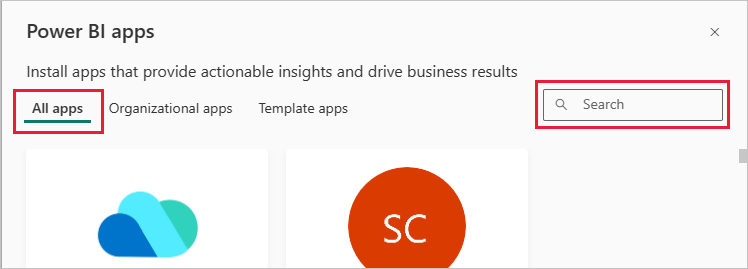 Power BI apps
Install apps that provide actionable insights and drive business results
All apps Organizational apps Template apps Search
SC